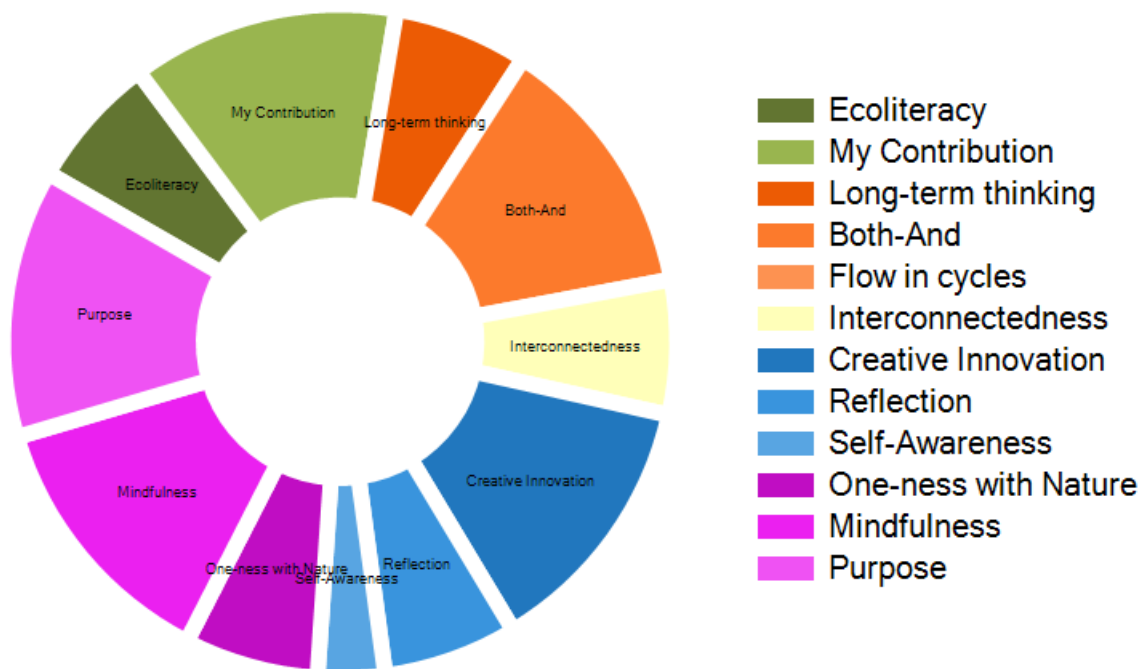 My Contribution
Long-term thinking
Ecoliteracy
Both-And
Purpose
Interconnectedness
Mindfulness
Creative Innovation
One-ness with Nature
Self-Awareness
Reflection
Ecoliteracy
My Contribution
Long-term thinking
Both-And
Flow in cycles
Interconnectedness
Creative Innovation
Reflection
Self-Awareness
One-ness with Nature
Mindfulness
Purpose